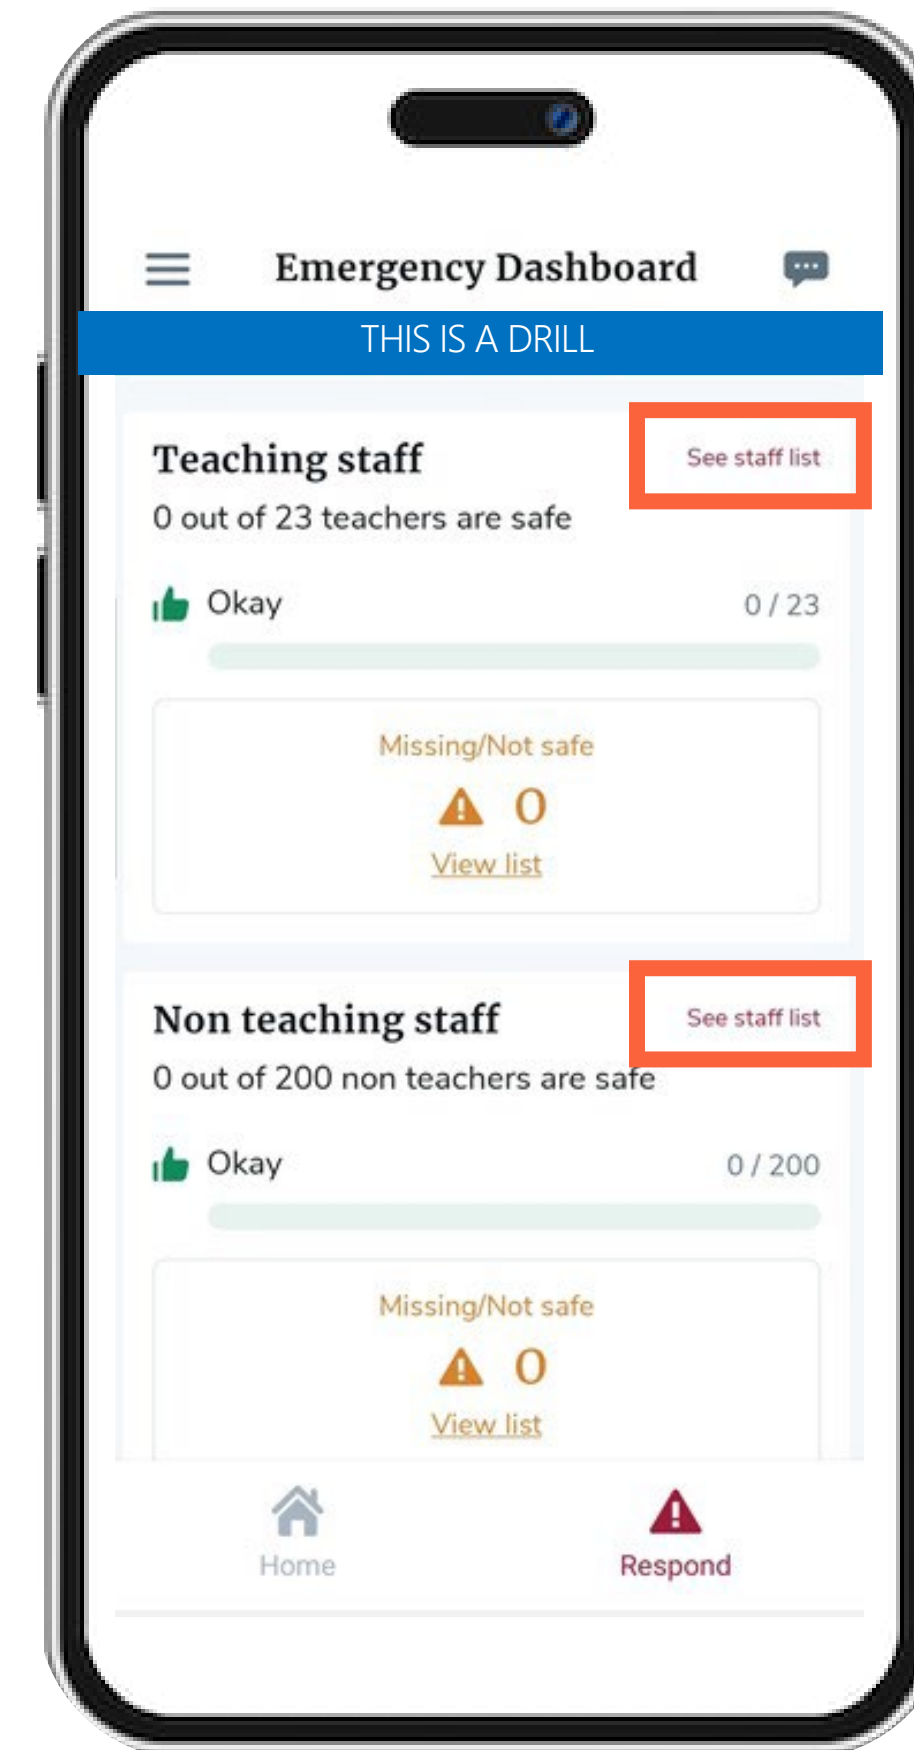 Emergency Dashboard
THIS IS A DRILL
Teaching staff
See staff list
0 out of 23 teachers are safe
Okay
0 / 23
Missing/Not safe
0
View list
Non teaching staff
See staff list
0 out of 200 non teachers are safe
Okay
0 / 200
Missing/Not safe
0
View list
Home
Respond